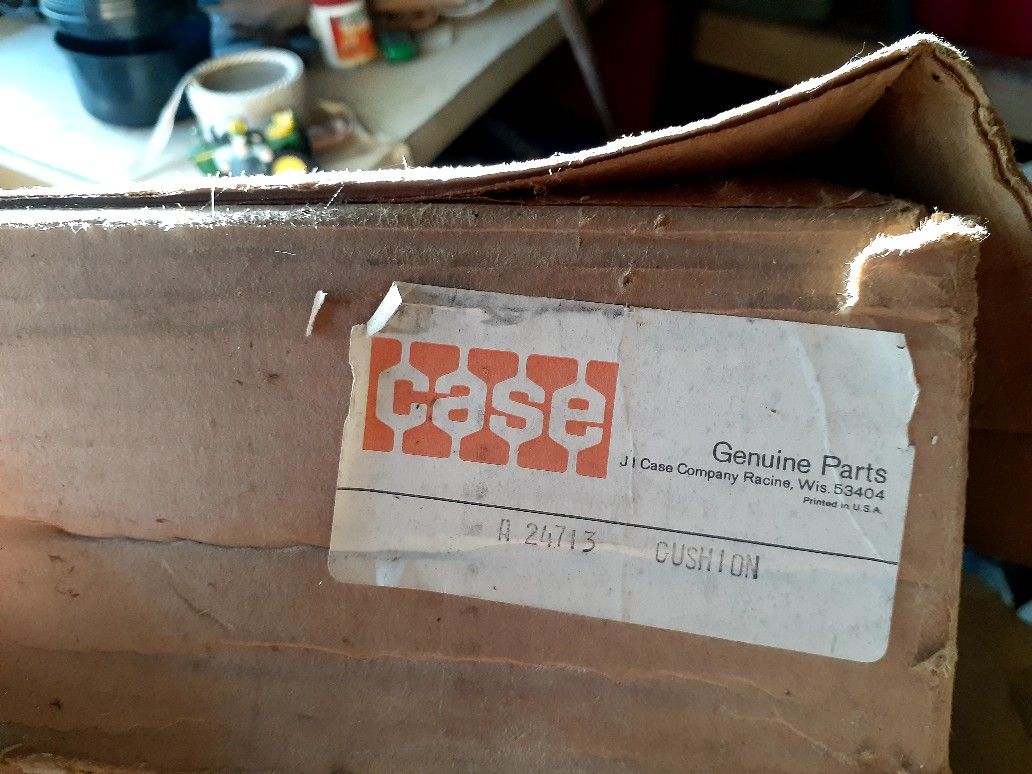 case
Genuine Parts
J I Case Company Racine, Wis. 53404
Printed in U.S.A.
A 24713 CUSHION